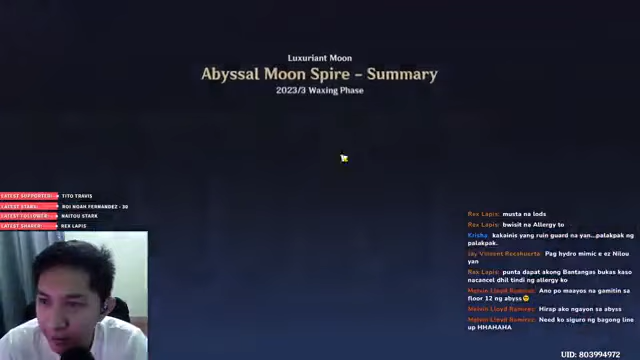 Luxuriant Moon
Abyssal Moon Spire – Summary
2023/3 Waxing Phase
LATEST SUPPORTER: TITO TRAVIS
LATEST STARS: ROI NOAH FERNANDEZ - 30
LATEST FOLLOWER: NAITOU STARK
LATEST SHARER: REX LAPIS
Rex Lapis: musta na lods
Rex Lapis: bwisit na Allergy to
Krisha: kakainis yang ruin guard na yan...palakpak ng
palakpak.
Jay Vincent Recahuerta: Pag hydro mimic e ez Nilou
yan
Rex Lapis: punta dapat akong Bantangas bukas kaso
nacancel dhil tindi ng allergy ko
Melvin Lloyd Ramirez: Ano po maayos na gamitin sa
floor 12 ng abyss
Melvin Lloyd Ramirez: Hirap ako ngayon sa abyss
Melvin Lloyd Ramirez: Need ko siguro ng bagong line
up HHAHAHA
UID: 803994972